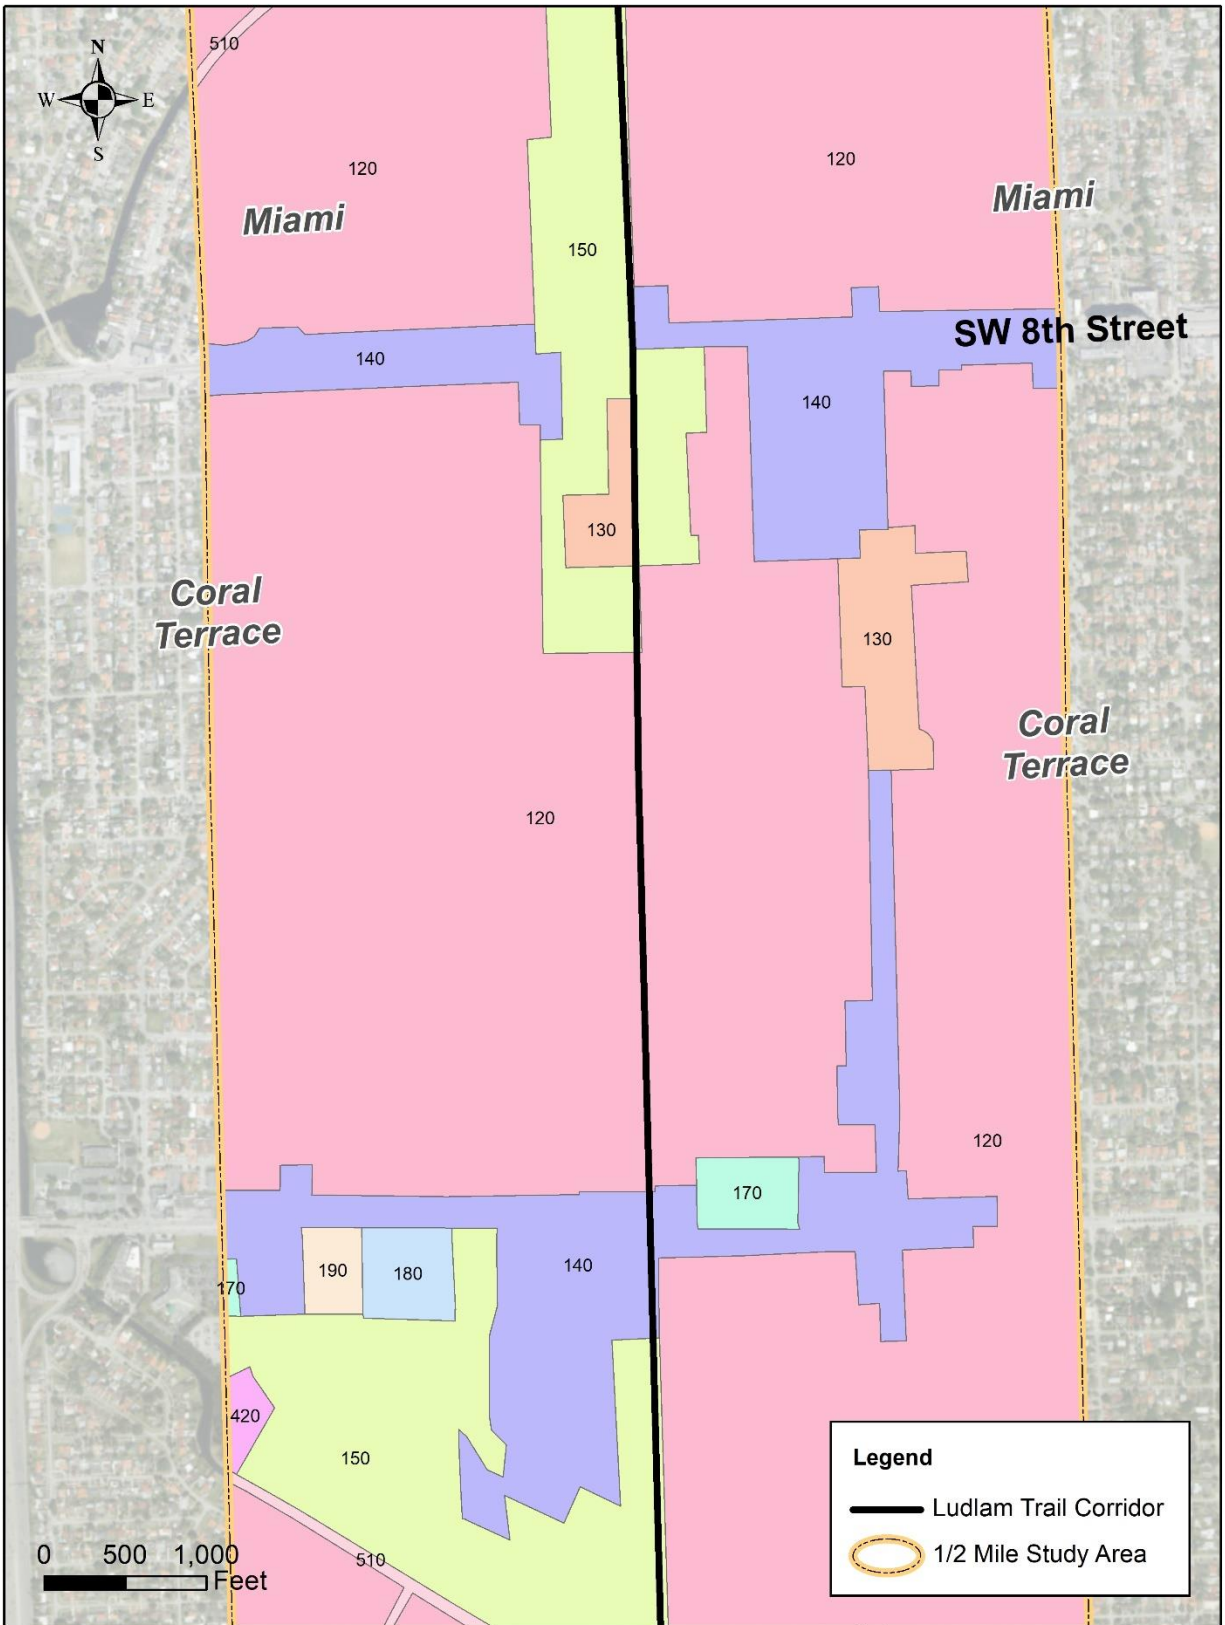 510
N
W E
S
120
120
Miami
Miami
150
SW 8th Street
140
140
130
Coral
Terrace
130
Coral
Terrace
120
120
170
140
190
180
170
420
150
Legend
Ludlam Trail Corridor
1/2 Mile Study Area
0 500 1,000
Feet
510